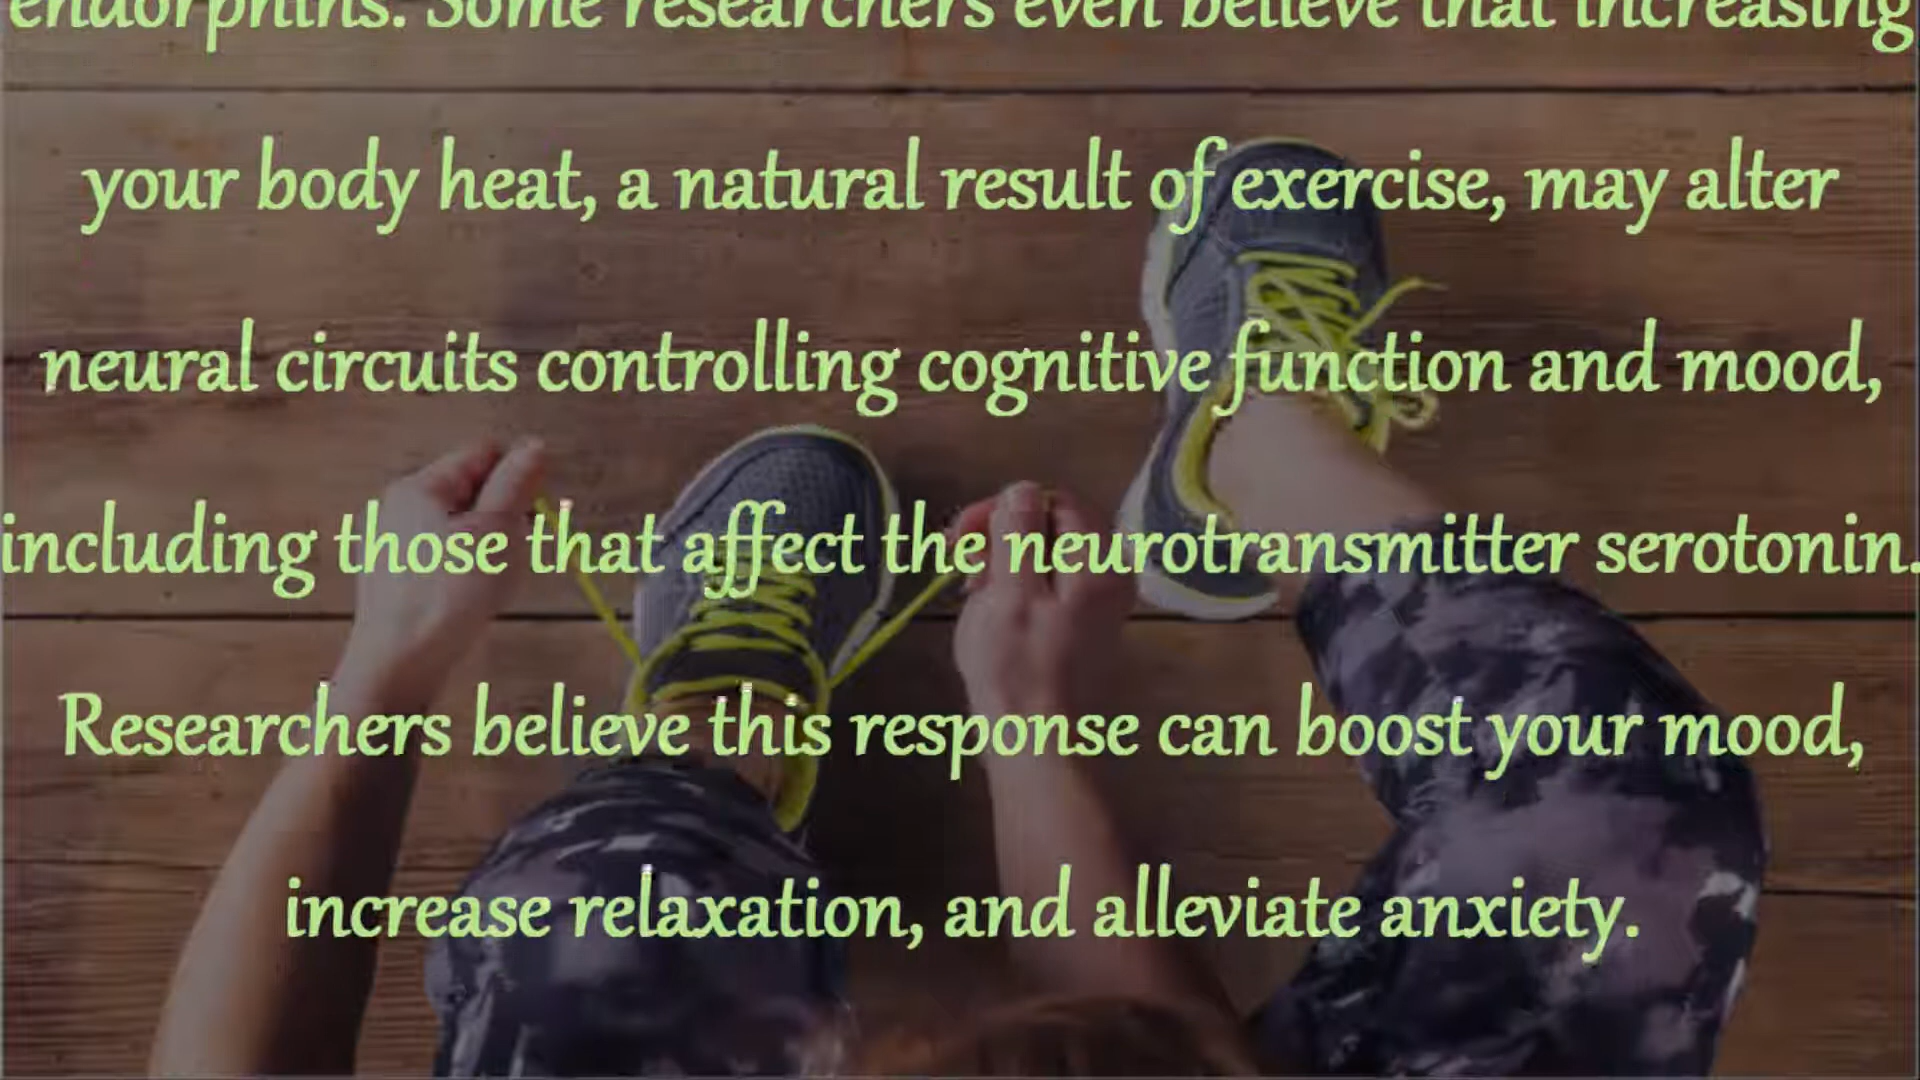 endorphins. Some researchers even believe that increasing
your body heat, a natural result of exercise, may alter
neural circuits controlling cognitive function and mood,
including those that affect the neurotransmitter serotonin.
Researchers believe this response can boost your mood,
increase relaxation, and alleviate anxiety.